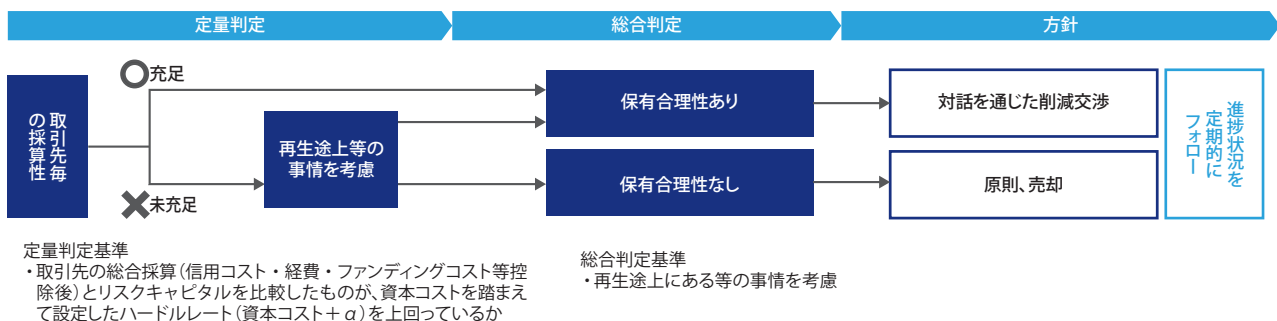 定量判定
総合判定
方針
充足
取引先毎
の採算性
再生途上等の
事情を考慮
未充足
保有合理性あり
保有合理性なし
対話を通じた削減交渉
原則、売却
進捗状況を
定期的に
フォロー
定量判定基準
・取引先の総合採算(信用コスト・経費・ファンディングコスト等控
除後)とリスクキャピタルを比較したものが、資本コストを踏まえ
て設定したハードルレート(資本コスト+α)を上回っているか
総合判定基準
・再生途上にある等の事情を考慮